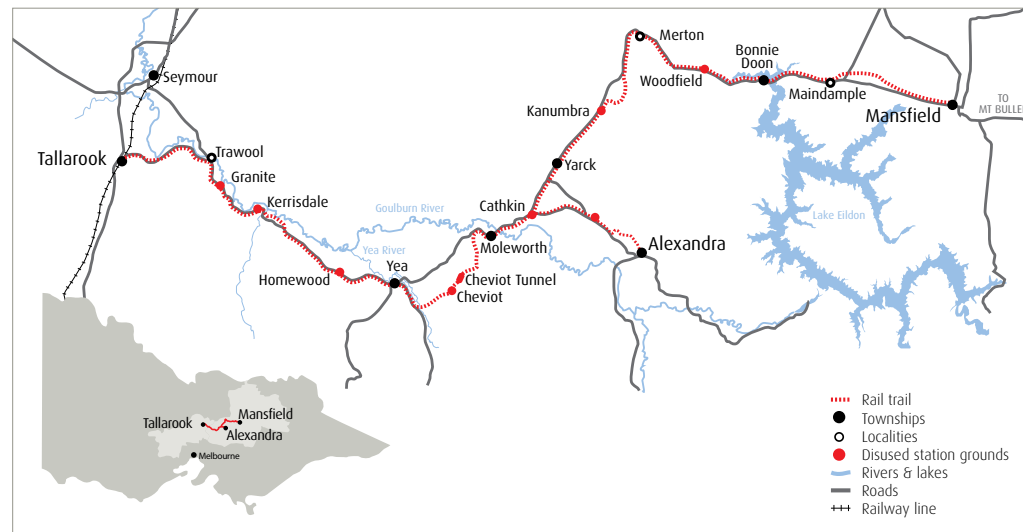 Seymour
Tallarook
Trawool
Granite
Kerrisdale
Goulburn River
Yea River
Homewood
Yea
Cheviot Tunnel
Cheviot
Moleworth
Cathkin
Alexandra
Yarck
Kanumbra
Merton
Woodfield
Bonnie
Doon
Maindample
Mansfield
TO
MT BULLE
Lake Eildon
Tallarook
Mansfield
Alexandra
Melbourne
Rail trail
Townships
Localities
Disused station grounds
Rivers & lakes
Roads
Railway line